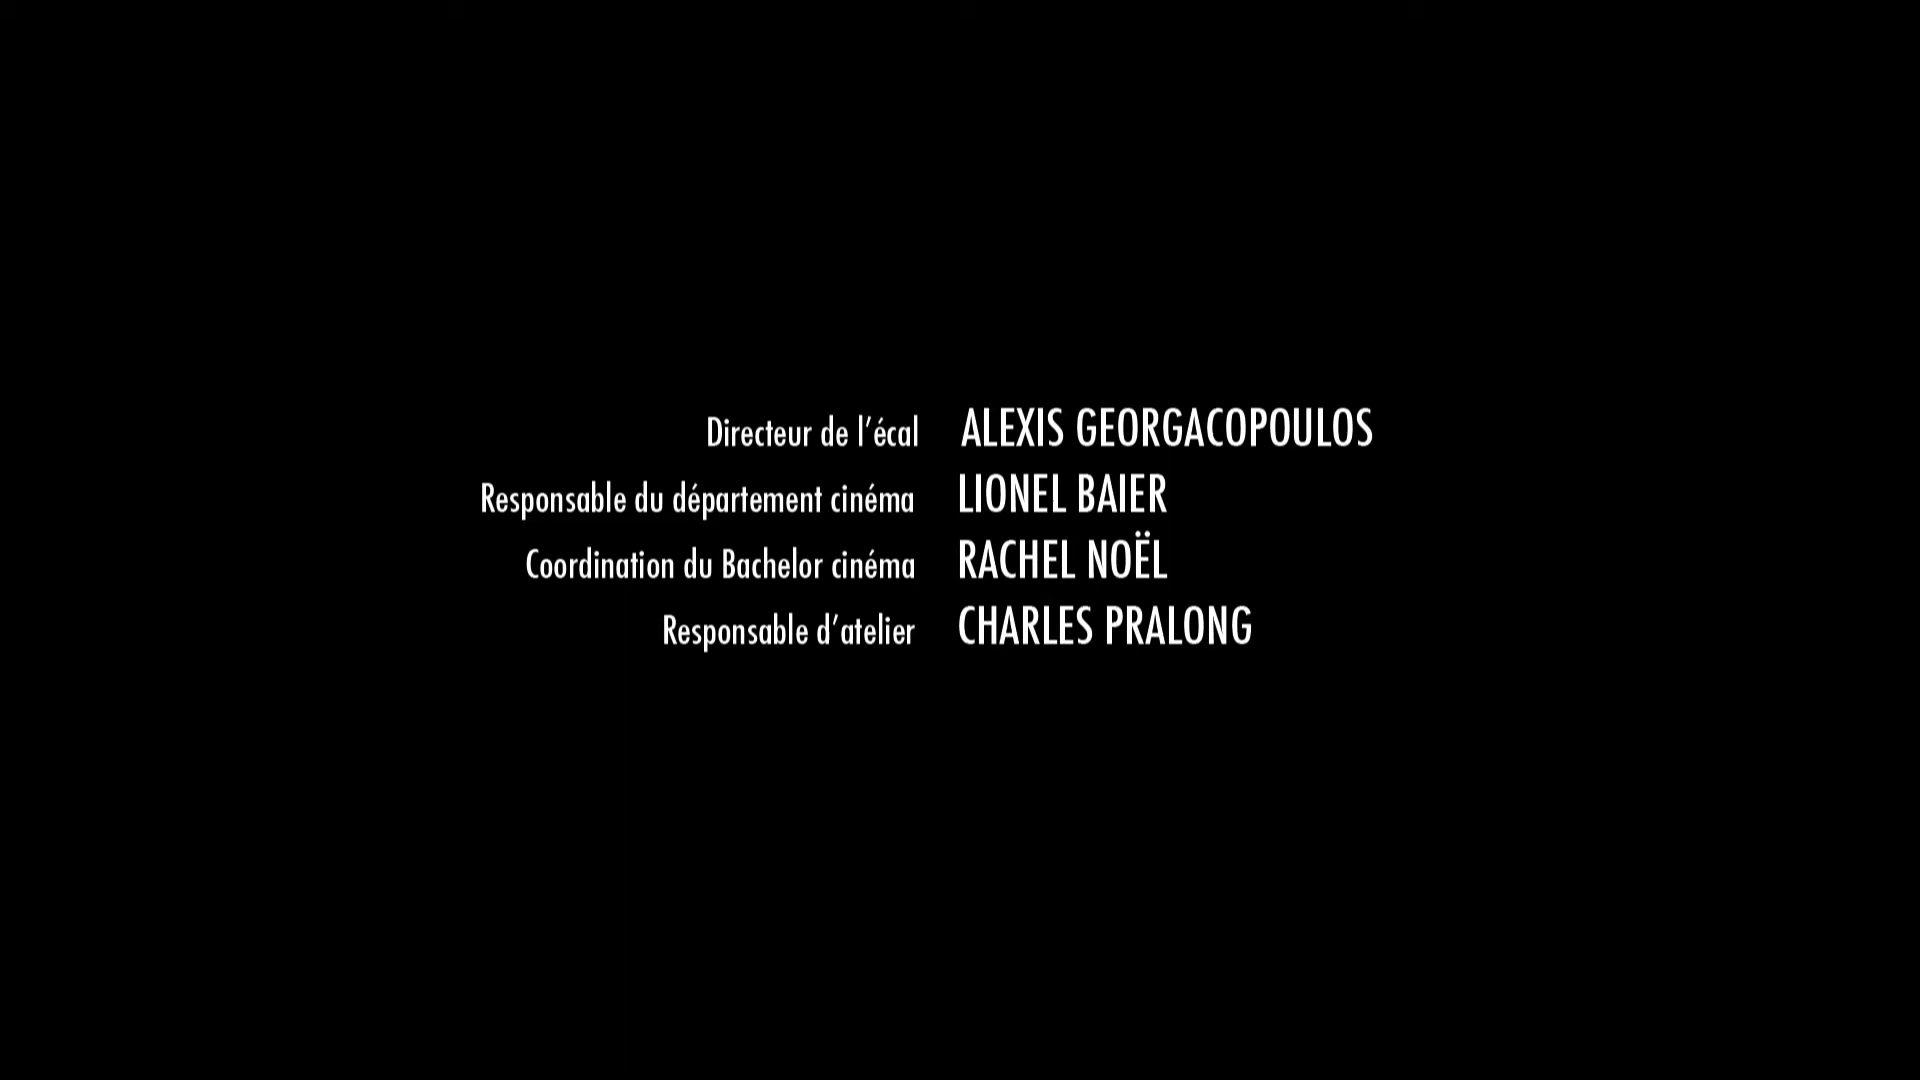 Directeur de l’écal ALEXIS GEORGACOPOULOS
Responsable du département cinéma LIONEL BAIER
Coordination du Bachelor cinéma RACHEL NOËL
Responsable d’atelier CHARLES PRALONG